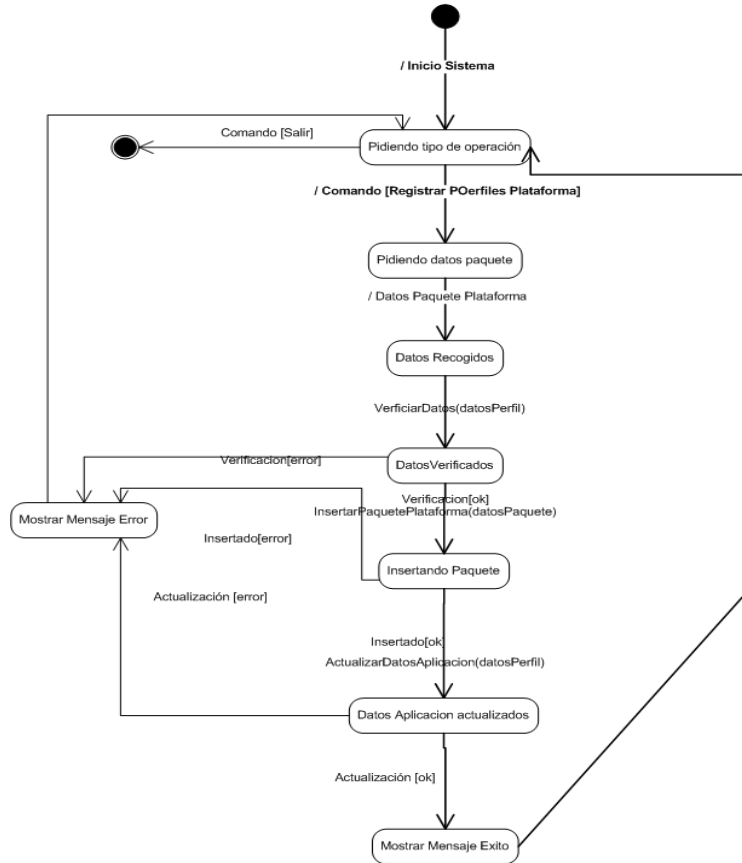 / Inicio Sistema
Comando [Salir]
Pidiendo tipo de operación
/ Comando [Registrar POerfiles Plataforma]
Pidiendo datos paquete
/ Datos Paquete Plataforma
Datos Recogidos
VerficiarDatos(datosPerfil)
Verificacion[error]
DatosVerificados
Verificacion[ok]
InsertarPaquetePlataforma(datosPaquete)
Mostrar Mensaje Error
Insertado[error]
Insertando Paquete
Actualización [error]
Insertado[ok]
ActualizarDatosAplicacion(datosPerfil)
Datos Aplicacion actualizados
Actualización [ok]
Mostrar Mensaje Exito